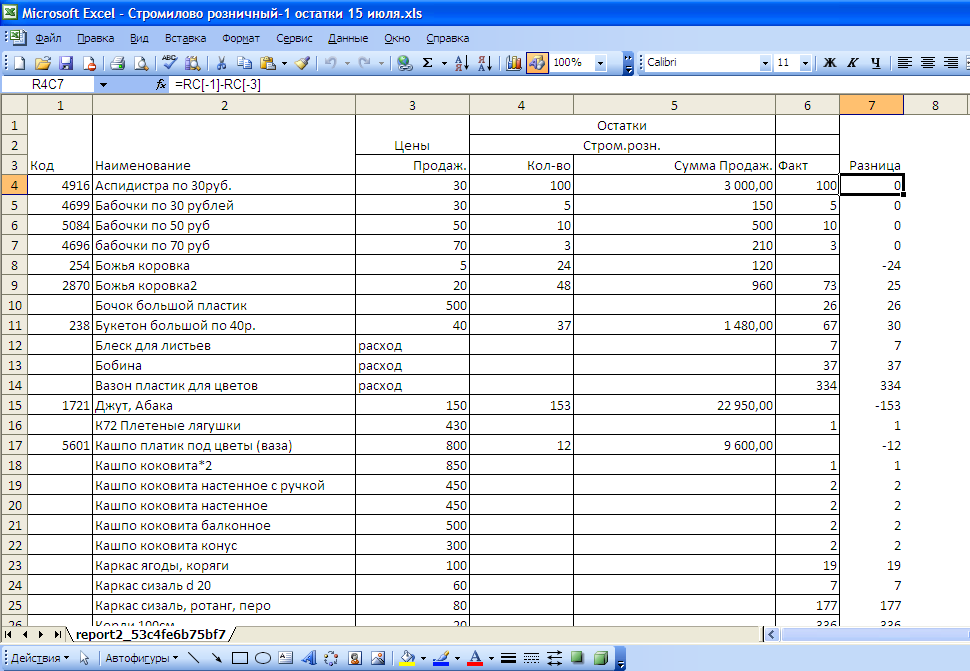 Microsoft Excel - Стромилово розничный-1 остатки 15 июля.xls
Файл Правка Вид Вставка Формат Сервис Данные Окно Справка
100% Calibri 11 Ж К Ч
R4C7 fx =RC[-1]-RC[-3]
1 2 3 4 5 6 7 8
1 Остатки
2 Цены Стром.розн.
3 Код Наименование Продаж. Кол-во Сумма Продаж. Факт Разница
4 4916 Аспидистра по 30руб. 30 100 3 000,00 100 0
5 4699 Бабочки по 30 рублей 30 5 150 5 0
6 5084 Бабочки по 50 руб 50 10 500 10 0
7 4696 бабочки по 70 руб 70 3 210 3 0
8 254 Божья коровка 5 24 120 -24
9 2870 Божья коровка2 20 48 960 73 25
10 Бочок большой пластик 500 26 26
11 238 Букетон большой по 40р. 40 37 1 480,00 67 30
12 Блеск для листьев расход 7 7
13 Бобина расход 37 37
14 Вазон пластик для цветов расход 334 334
15 1721 Джут, Абака 150 153 22 950,00 -153
16 К72 Плетеные лягушки 430 1 1
17 5601 Кашпо платик под цветы (ваза) 800 12 9 600,00 -12
18 Кашпо коковита*2 850 1 1
19 Кашпо коковита настенное с ручкой 450 2 2
20 Кашпо коковита настенное 450 2 2
21 Кашпо коковита балконное 500 2 2
22 Кашпо коковита конус 300 2 2
23 Каркас ягоды, коряги 100 19 19
24 Каркас сизаль d 20 60 7 7
25 Каркас сизаль, ротанг, перо 80 177 177
report2_53c4fe6b75bf7
Действия Автофигуры